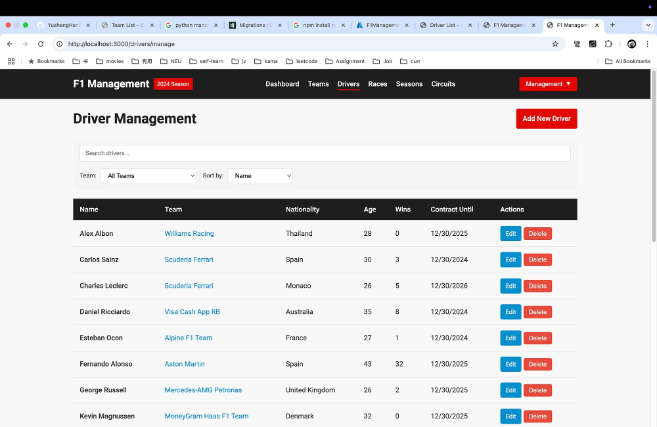 YushengKer
Team List – D
python manag
Migrations | D
npm install n
F1Managemen
Driver List –
F1 Managem
F1 Managem
http://localhost:3000/drivers/manage
Bookmarks
movies
有用
NEU
self-learn
jz
kama
leetcode
Assignment
Job
curr
All Bookmarks
F1 Management 2024 Season Dashboard Teams Drivers Races Seasons Circuits Management ▼
Driver Management Add New Driver
Search drivers...
Team: All Teams Sort by: Name
Name Team Nationality Age Wins Contract Until Actions
Alex Albon Williams Racing Thailand 28 0 12/30/2025 Edit Delete
Carlos Sainz Scuderia Ferrari Spain 30 3 12/30/2024 Edit Delete
Charles Leclerc Scuderia Ferrari Monaco 26 5 12/30/2026 Edit Delete
Daniel Ricciardo Visa Cash App RB Australia 35 8 12/30/2024 Edit Delete
Esteban Ocon Alpine F1 Team France 27 1 12/30/2024 Edit Delete
Fernando Alonso Aston Martin Spain 43 32 12/30/2025 Edit Delete
George Russell Mercedes-AMG Petronas United Kingdom 26 2 12/30/2025 Edit Delete
Kevin Magnussen MoneyGram Haas F1 Team Denmark 32 0 12/30/2025 Edit Delete